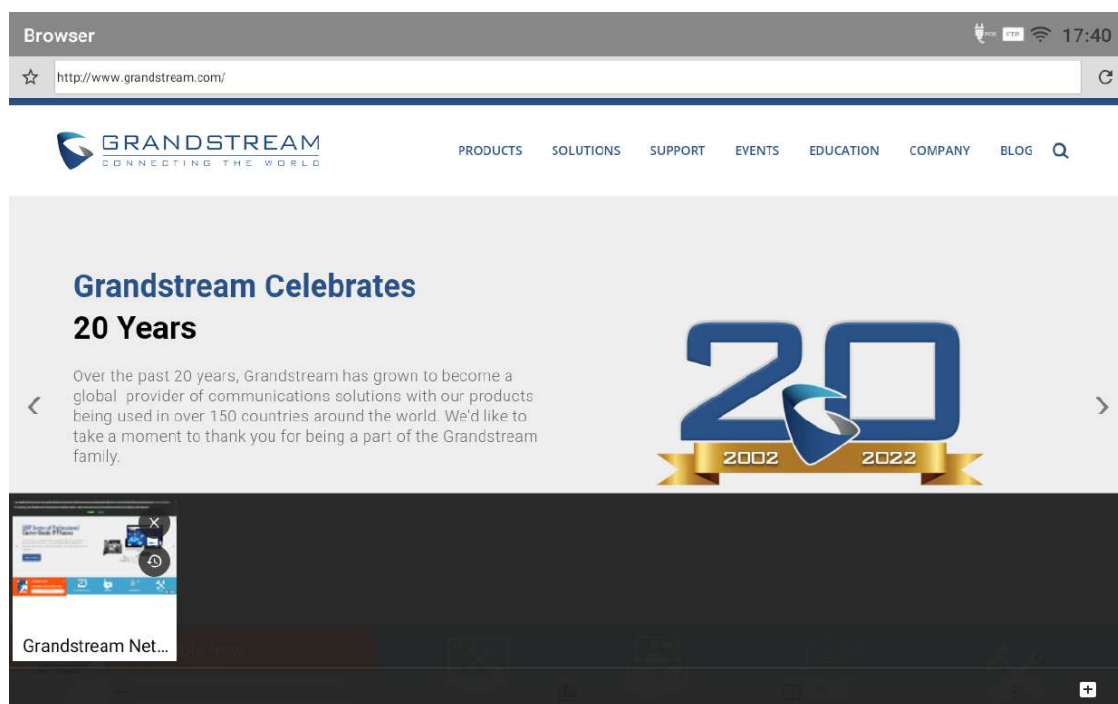 Browser
FTP
17:40
http://www.grandstream.com/
GRANDSTREAM
CONNECTING THE WORLD
PRODUCTS SOLUTIONS SUPPORT EVENTS EDUCATION COMPANY BLOG
Grandstream Celebrates
20 Years
Over the past 20 years, Grandstream has grown to become a
global provider of communications solutions with our products
being used in over 150 countries around the world. We'd like to
take a moment to thank you for being a part of the Grandstream
family.
20
2002 2022
Grandstream Net...